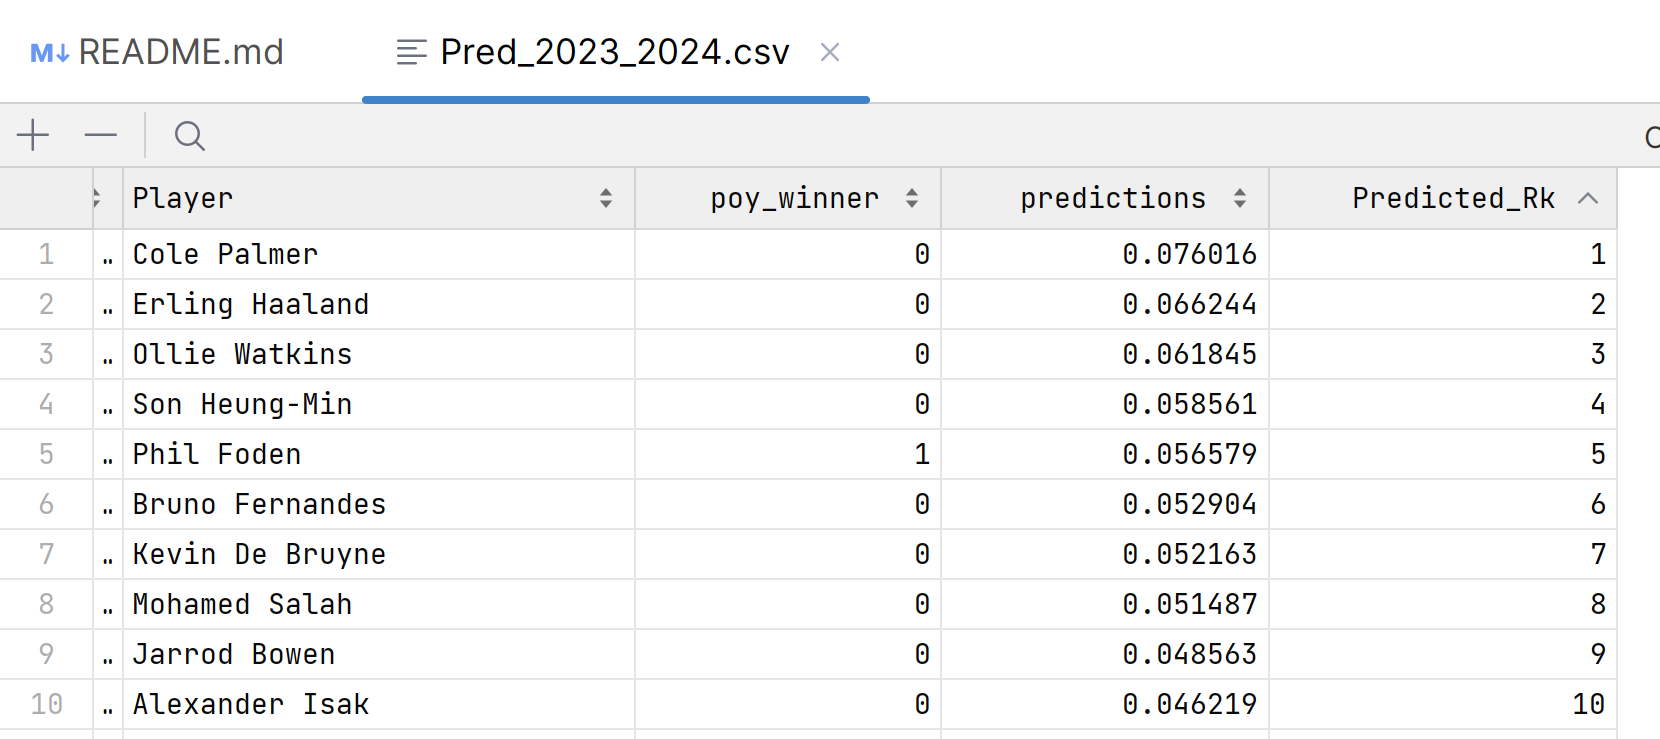 M↓ README.md Pred_2023_2024.csv ×
Player poy_winner predictions Predicted_Rk
1 .. Cole Palmer 0 0.076016 1
2 .. Erling Haaland 0 0.066244 2
3 .. Ollie Watkins 0 0.061845 3
4 .. Son Heung-Min 0 0.058561 4
5 .. Phil Foden 1 0.056579 5
6 .. Bruno Fernandes 0 0.052904 6
7 .. Kevin De Bruyne 0 0.052163 7
8 .. Mohamed Salah 0 0.051487 8
9 .. Jarrod Bowen 0 0.048563 9
10 .. Alexander Isak 0 0.046219 10